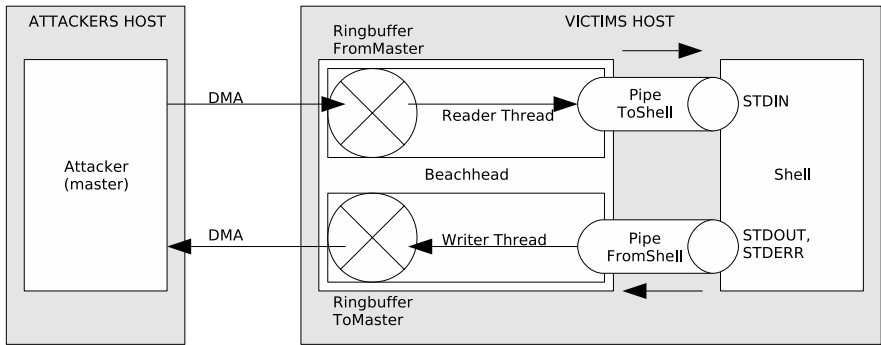 ATTACKERS HOST
VICTIMS HOST
Ringbuffer
FromMaster
DMA
Reader Thread
Pipe
ToShell
STDIN
Attacker
(master)
Beachhead
Shell
DMA
Writer Thread
Pipe
FromShell
STDOUT,
STDERR
Ringbuffer
ToMaster